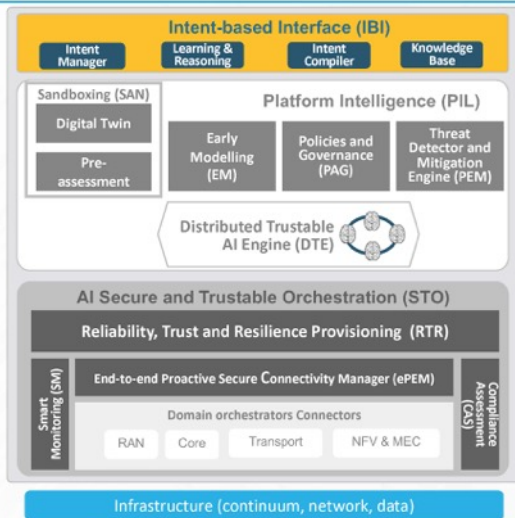 Intent-based Interface (IBI)
Intent
Manager
Learning &
Reasoning
Intent
Compiler
Knowledge
Base
Sandboxing (SAN)
Digital Twin
Pre-
assessment
Platform Intelligence (PIL)
Early
Modelling
(EM)
Policies and
Governance
(PAG)
Threat
Detector and
Mitigation
Engine (PEM)
Distributed Trustable
AI Engine (DTE)
AI Secure and Trustable Orchestration (STO)
Reliability, Trust and Resilience Provisioning (RTR)
Smart
Monitoring (SM)
End-to-end Proactive Secure Connectivity Manager (ePEM)
Domain orchestrators Connectors
RAN
Core
Transport
NFV & MEC
Compliance
Assessment
(CAS)
Infrastructure (continuum, network, data)